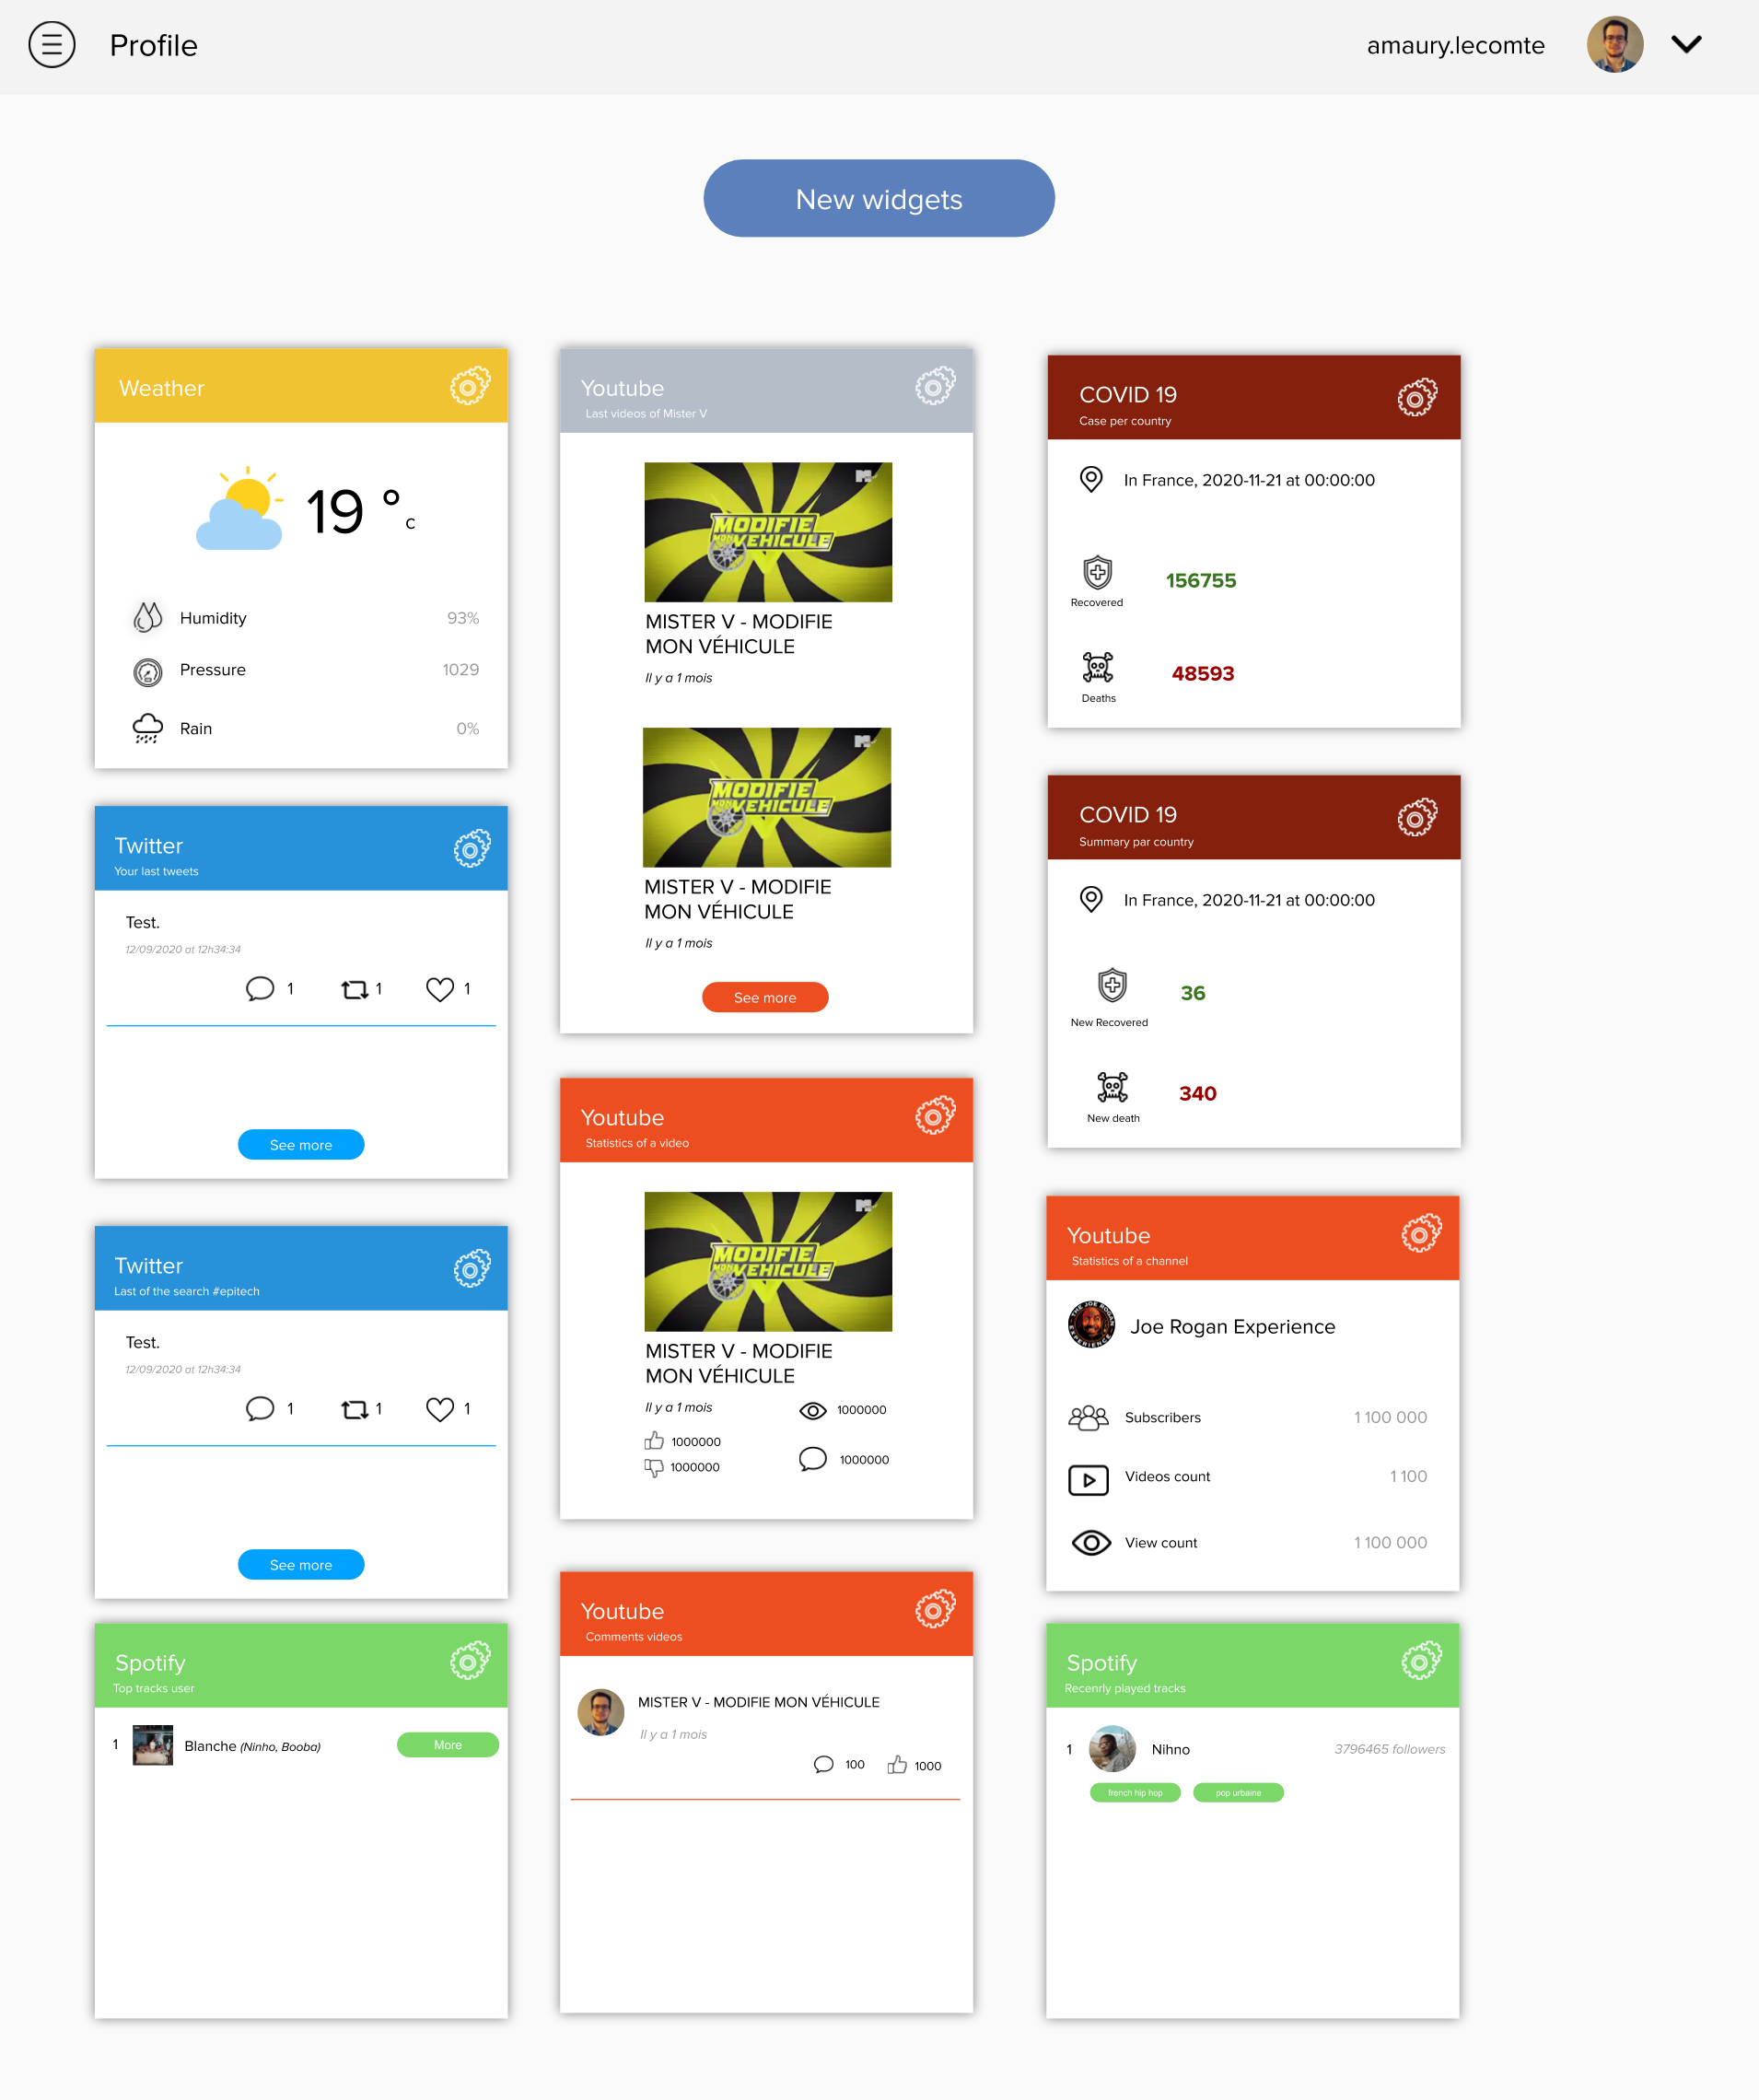 Profile
amaury.lecomte
New widgets
Weather
19 °
c
Humidity
93%
Pressure
1029
Rain
0%
Twitter
Your last tweets
Test.
12/09/2020 at 12h34:34
1
1
1
See more
Twitter
Last of the search #epitech
Test.
12/09/2020 at 12h34:34
1
1
1
See more
Spotify
Top tracks user
1
Blanche (Ninho, Booba)
More
Youtube
Last videos of Mister V
MODIFIE
MON VEHICULE
MISTER V - MODIFIE
MON VÉHICULE
Il y a 1 mois
MODIFIE
MON VEHICULE
MISTER V - MODIFIE
MON VÉHICULE
Il y a 1 mois
See more
Youtube
Statistics of a video
MODIFIE
MON VEHICULE
MISTER V - MODIFIE
MON VÉHICULE
Il y a 1 mois
1000000
1000000
1000000
1000000
Youtube
Comments videos
MISTER V - MODIFIE MON VÉHICULE
Il y a 1 mois
100
1000
COVID 19
Case per country
In France, 2020-11-21 at 00:00:00
Recovered
156755
Deaths
48593
COVID 19
Summary par country
In France, 2020-11-21 at 00:00:00
New Recovered
36
New death
340
Youtube
Statistics of a channel
THE JOE ROGAN
EXPERIENCE
Joe Rogan Experience
Subscribers
1 100 000
Videos count
1 100
View count
1 100 000
Spotify
Recenrly played tracks
1
Nihno
3796465 followers
french hip hop
pop urbaine